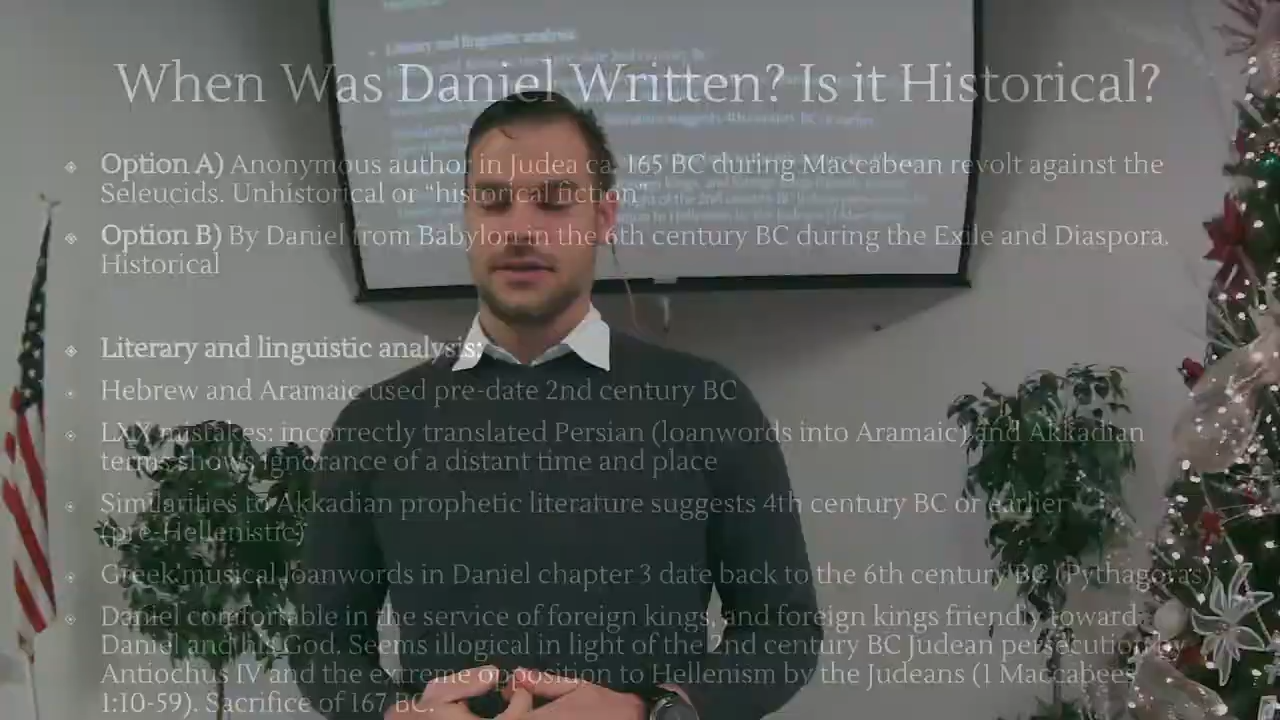 When Was Daniel Written? Is it Historical?
Option A) Anonymous author in Judea ca. 165 BC during Maccabean revolt against the
Seleucids. Unhistorical or “historical fiction”
Option B) By Daniel from Babylon in the 6th century BC during the Exile and Diaspora.
Historical
Literary and linguistic analysis:
Hebrew and Aramaic used pre-date 2nd century BC
LXX mistakes: incorrectly translated Persian (loanwords into Aramaic) and Akkadian
terms shows ignorance of a distant time and place
Similarities to Akkadian prophetic literature suggests 4th century BC or earlier
(pre-Hellenistic)
Greek musical loanwords in Daniel chapter 3 date back to the 6th century BC (Pythagoras)
Daniel comfortable in the service of foreign kings, and foreign kings friendly toward
Daniel and his God. Seems illogical in light of the 2nd century BC Judean persecution
Antiochus IV and the extreme opposition to Hellenism by the Judeans (1 Maccabees
1:10-59). Sacrifice of 167 BC.